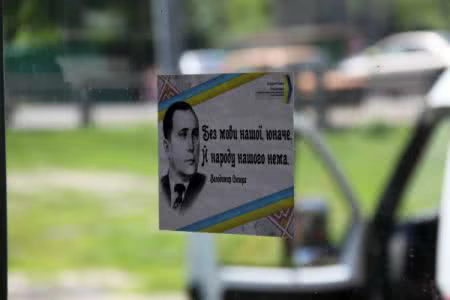 Без мови нашої, юначе,
Й народу нашого нема.
Володимир Сосюра